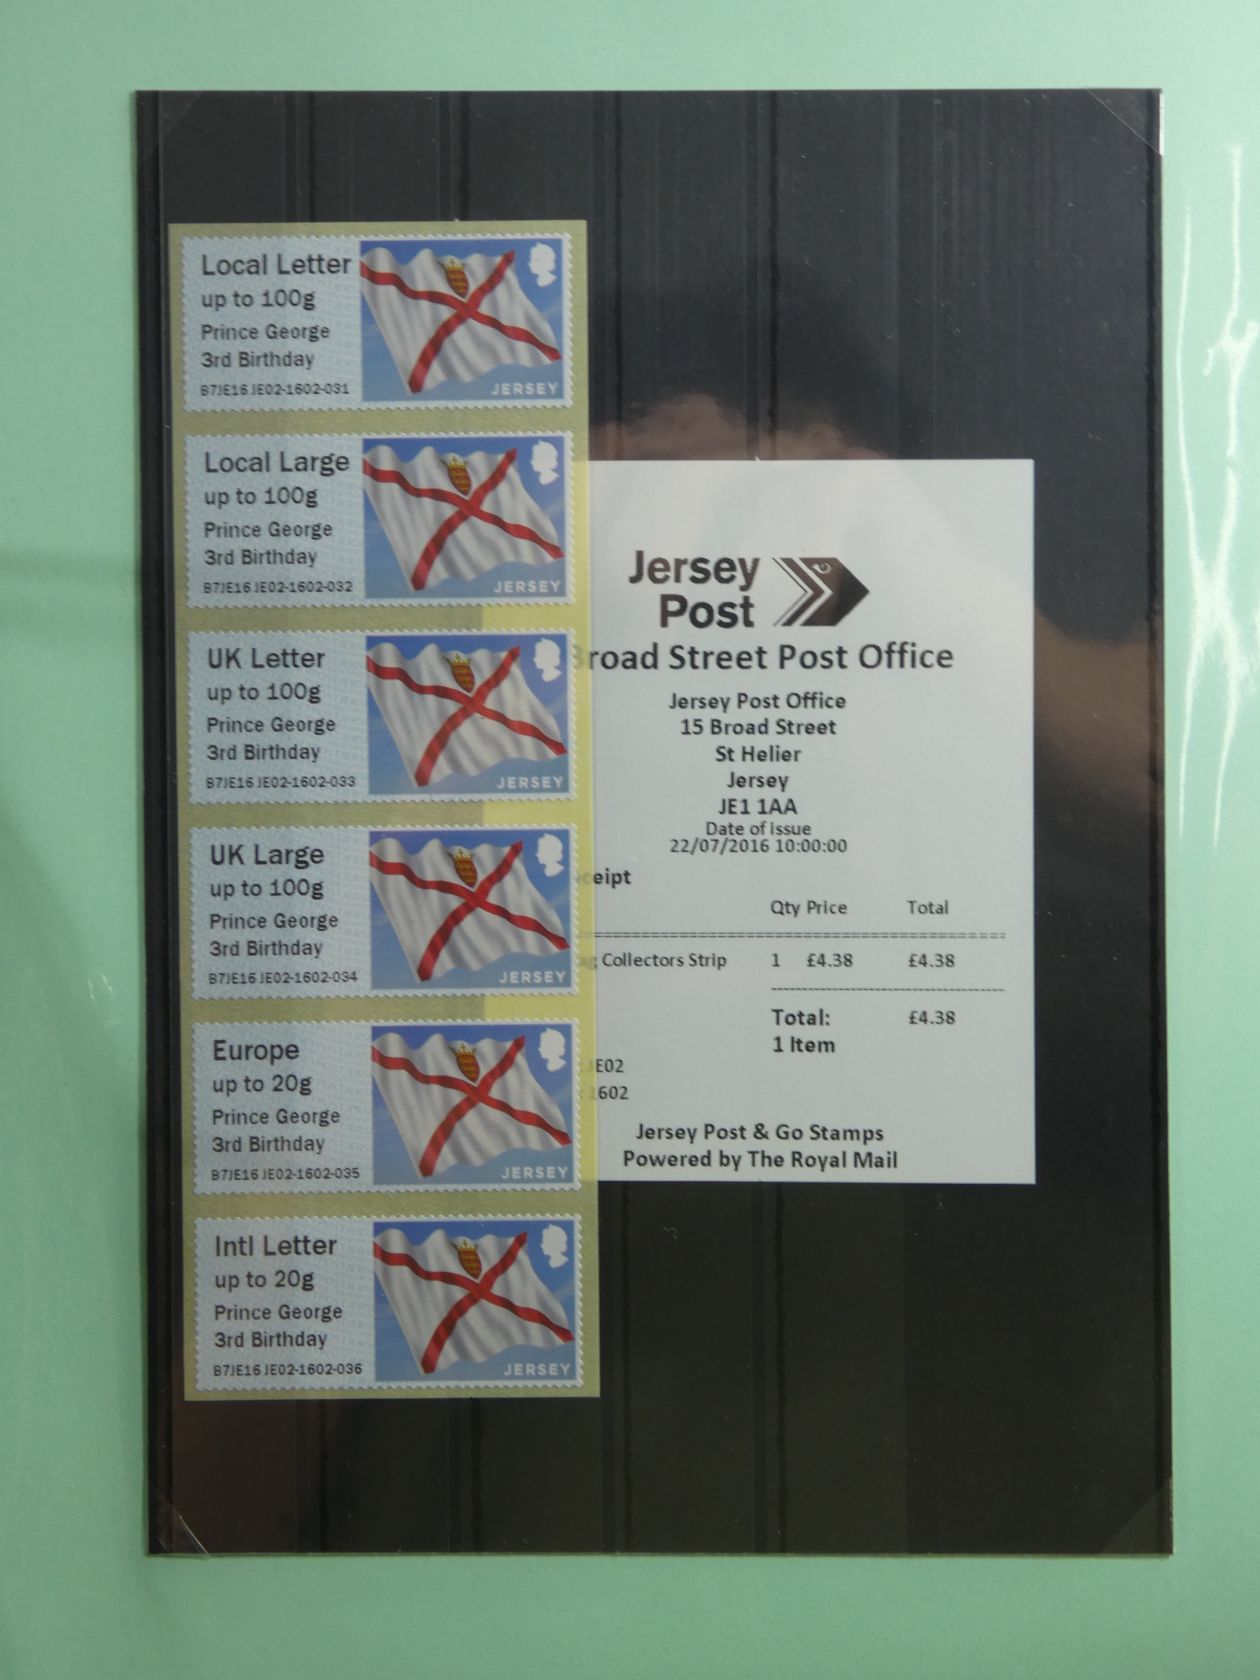 Local Letter
up to 100g
Prince George
3rd Birthday
B7JE16 JE02-1602-031
JERSEY
Local Large
up to 100g
Prince George
3rd Birthday
B7JE16 JE02-1602-032
JERSEY
UK Letter
up to 100g
Prince George
3rd Birthday
B7JE16 JE02-1602-033
JERSEY
UK Large
up to 100g
Prince George
3rd Birthday
B7JE16 JE02-1602-034
JERSEY
Europe
up to 20g
Prince George
3rd Birthday
B7JE16 JE02-1602-035
JERSEY
Intl Letter
up to 20g
Prince George
3rd Birthday
B7JE16 JE02-1602-036
JERSEY
Jersey
Post
Broad Street Post Office
Jersey Post Office
15 Broad Street
St Helier
Jersey
JE1 1AA
Date of Issue
22/07/2016 10:00:00
Qty Price Total
Collectors Strip 1 £4.38 £4.38
Total: £4.38
1 Item
JE02
1602
Jersey Post & Go Stamps
Powered by The Royal Mail